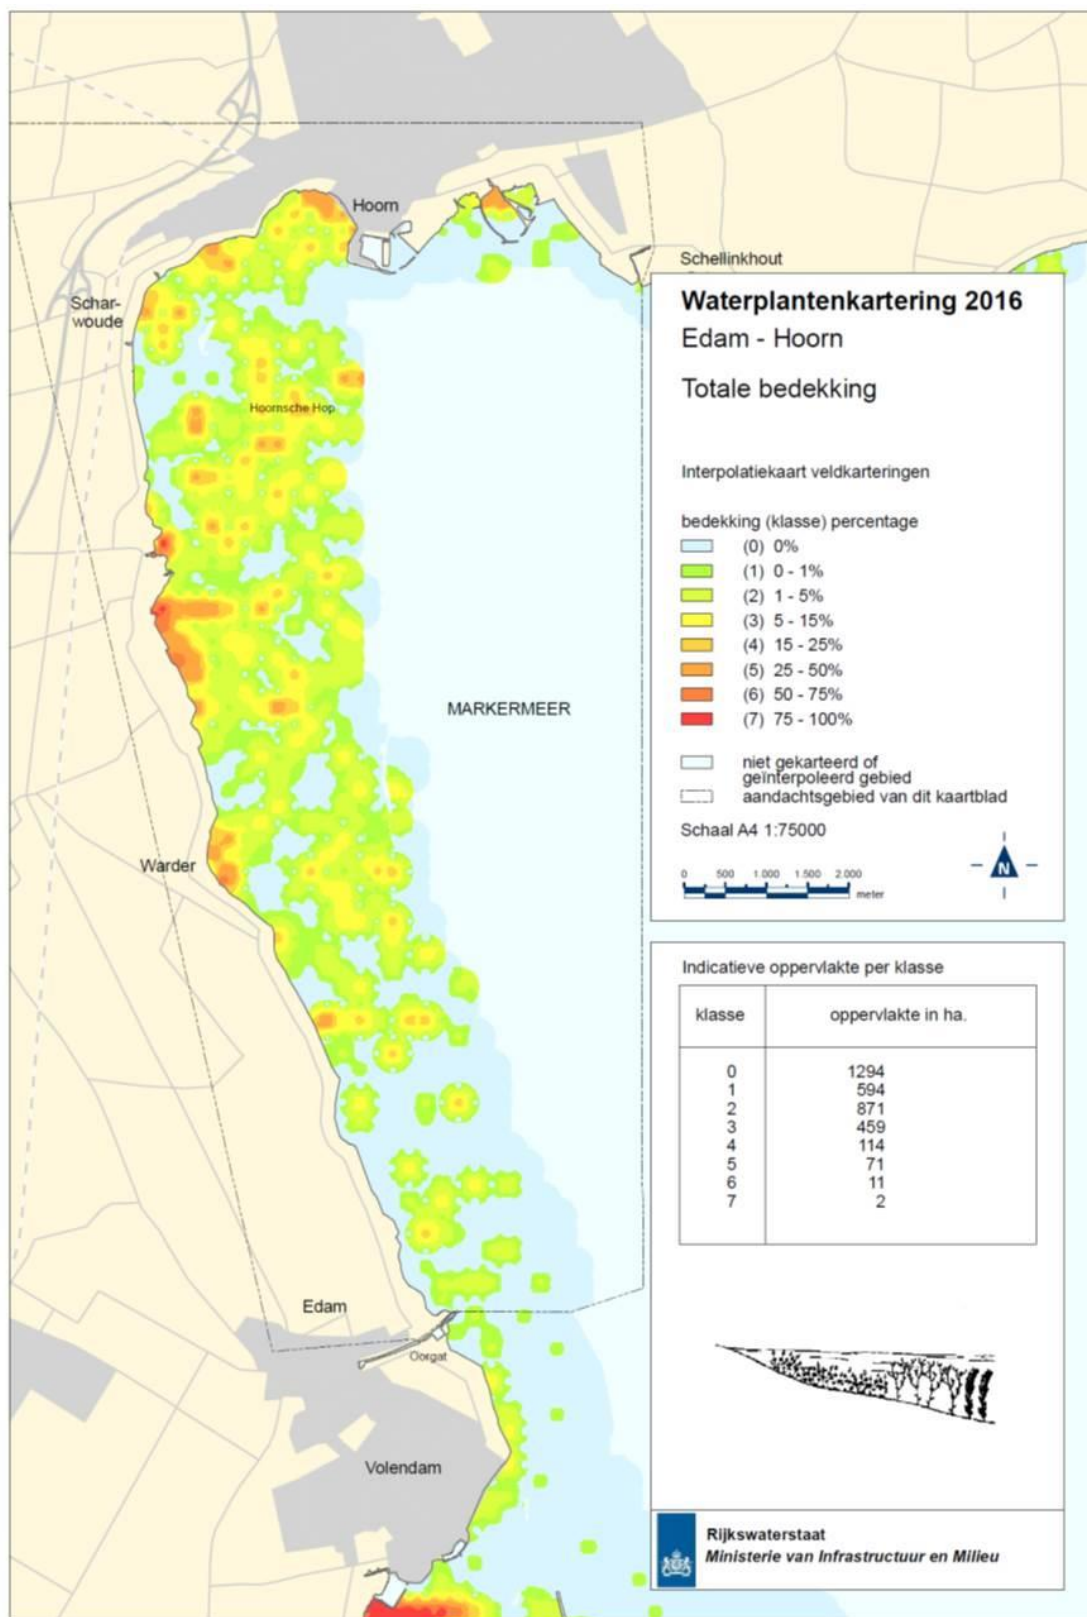 Hoorn
Schellinkhout
Schar-
woude
Hoornsche Hop
MARKERMEER
Warder
Edam
Oorgat
Volendam
Waterplantenkartering 2016
Edam - Hoorn
Totale bedekking
Interpolatiekaart veldkarteringen
bedekking (klasse) percentage
(0) 0%
(1) 0 - 1%
(2) 1 - 5%
(3) 5 - 15%
(4) 15 - 25%
(5) 25 - 50%
(6) 50 - 75%
(7) 75 - 100%
niet gekarteerd of
geïnterpoleerd gebied
aandachtsgebied van dit kaartblad
Schaal A4 1:75000
N
0 500 1.000 1.500 2.000
meter
Indicatieve oppervlakte per klasse
klasse oppervlakte in ha.
0 1294
1 594
2 871
3 459
4 114
5 71
6 11
7 2
Rijkswaterstaat
Ministerie van Infrastructuur en Milieu